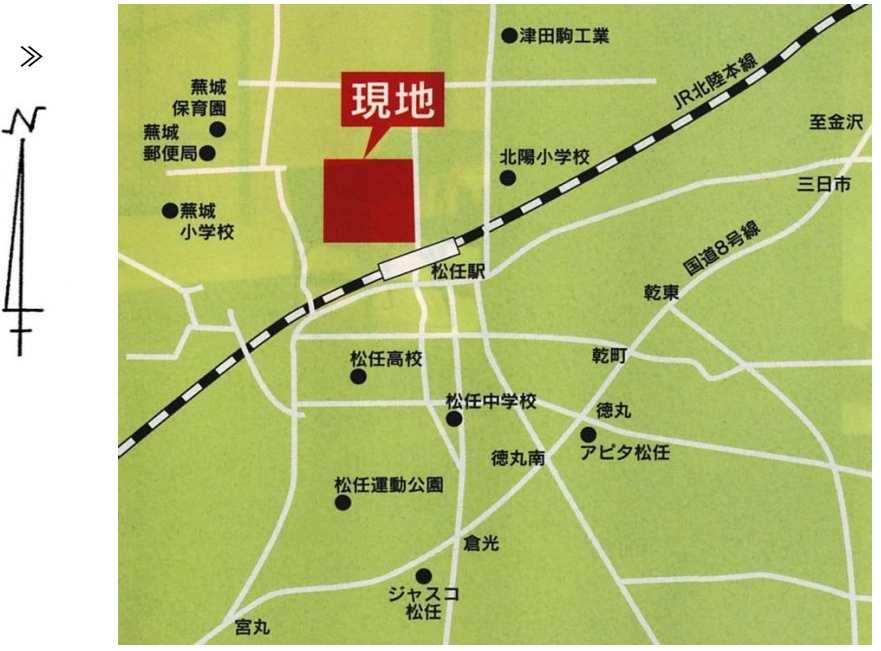 ≫
N
津田駒工業
JR北陸本線
蕪城
保育園
現地
至金沢
蕪城
郵便局
北陽小学校
三日市
蕪城
小学校
国道8号線
松任駅
乾東
乾町
松任高校
松任中学校
徳丸
アピタ松任
徳丸南
松任運動公園
倉光
ジャスコ
松任
宮丸